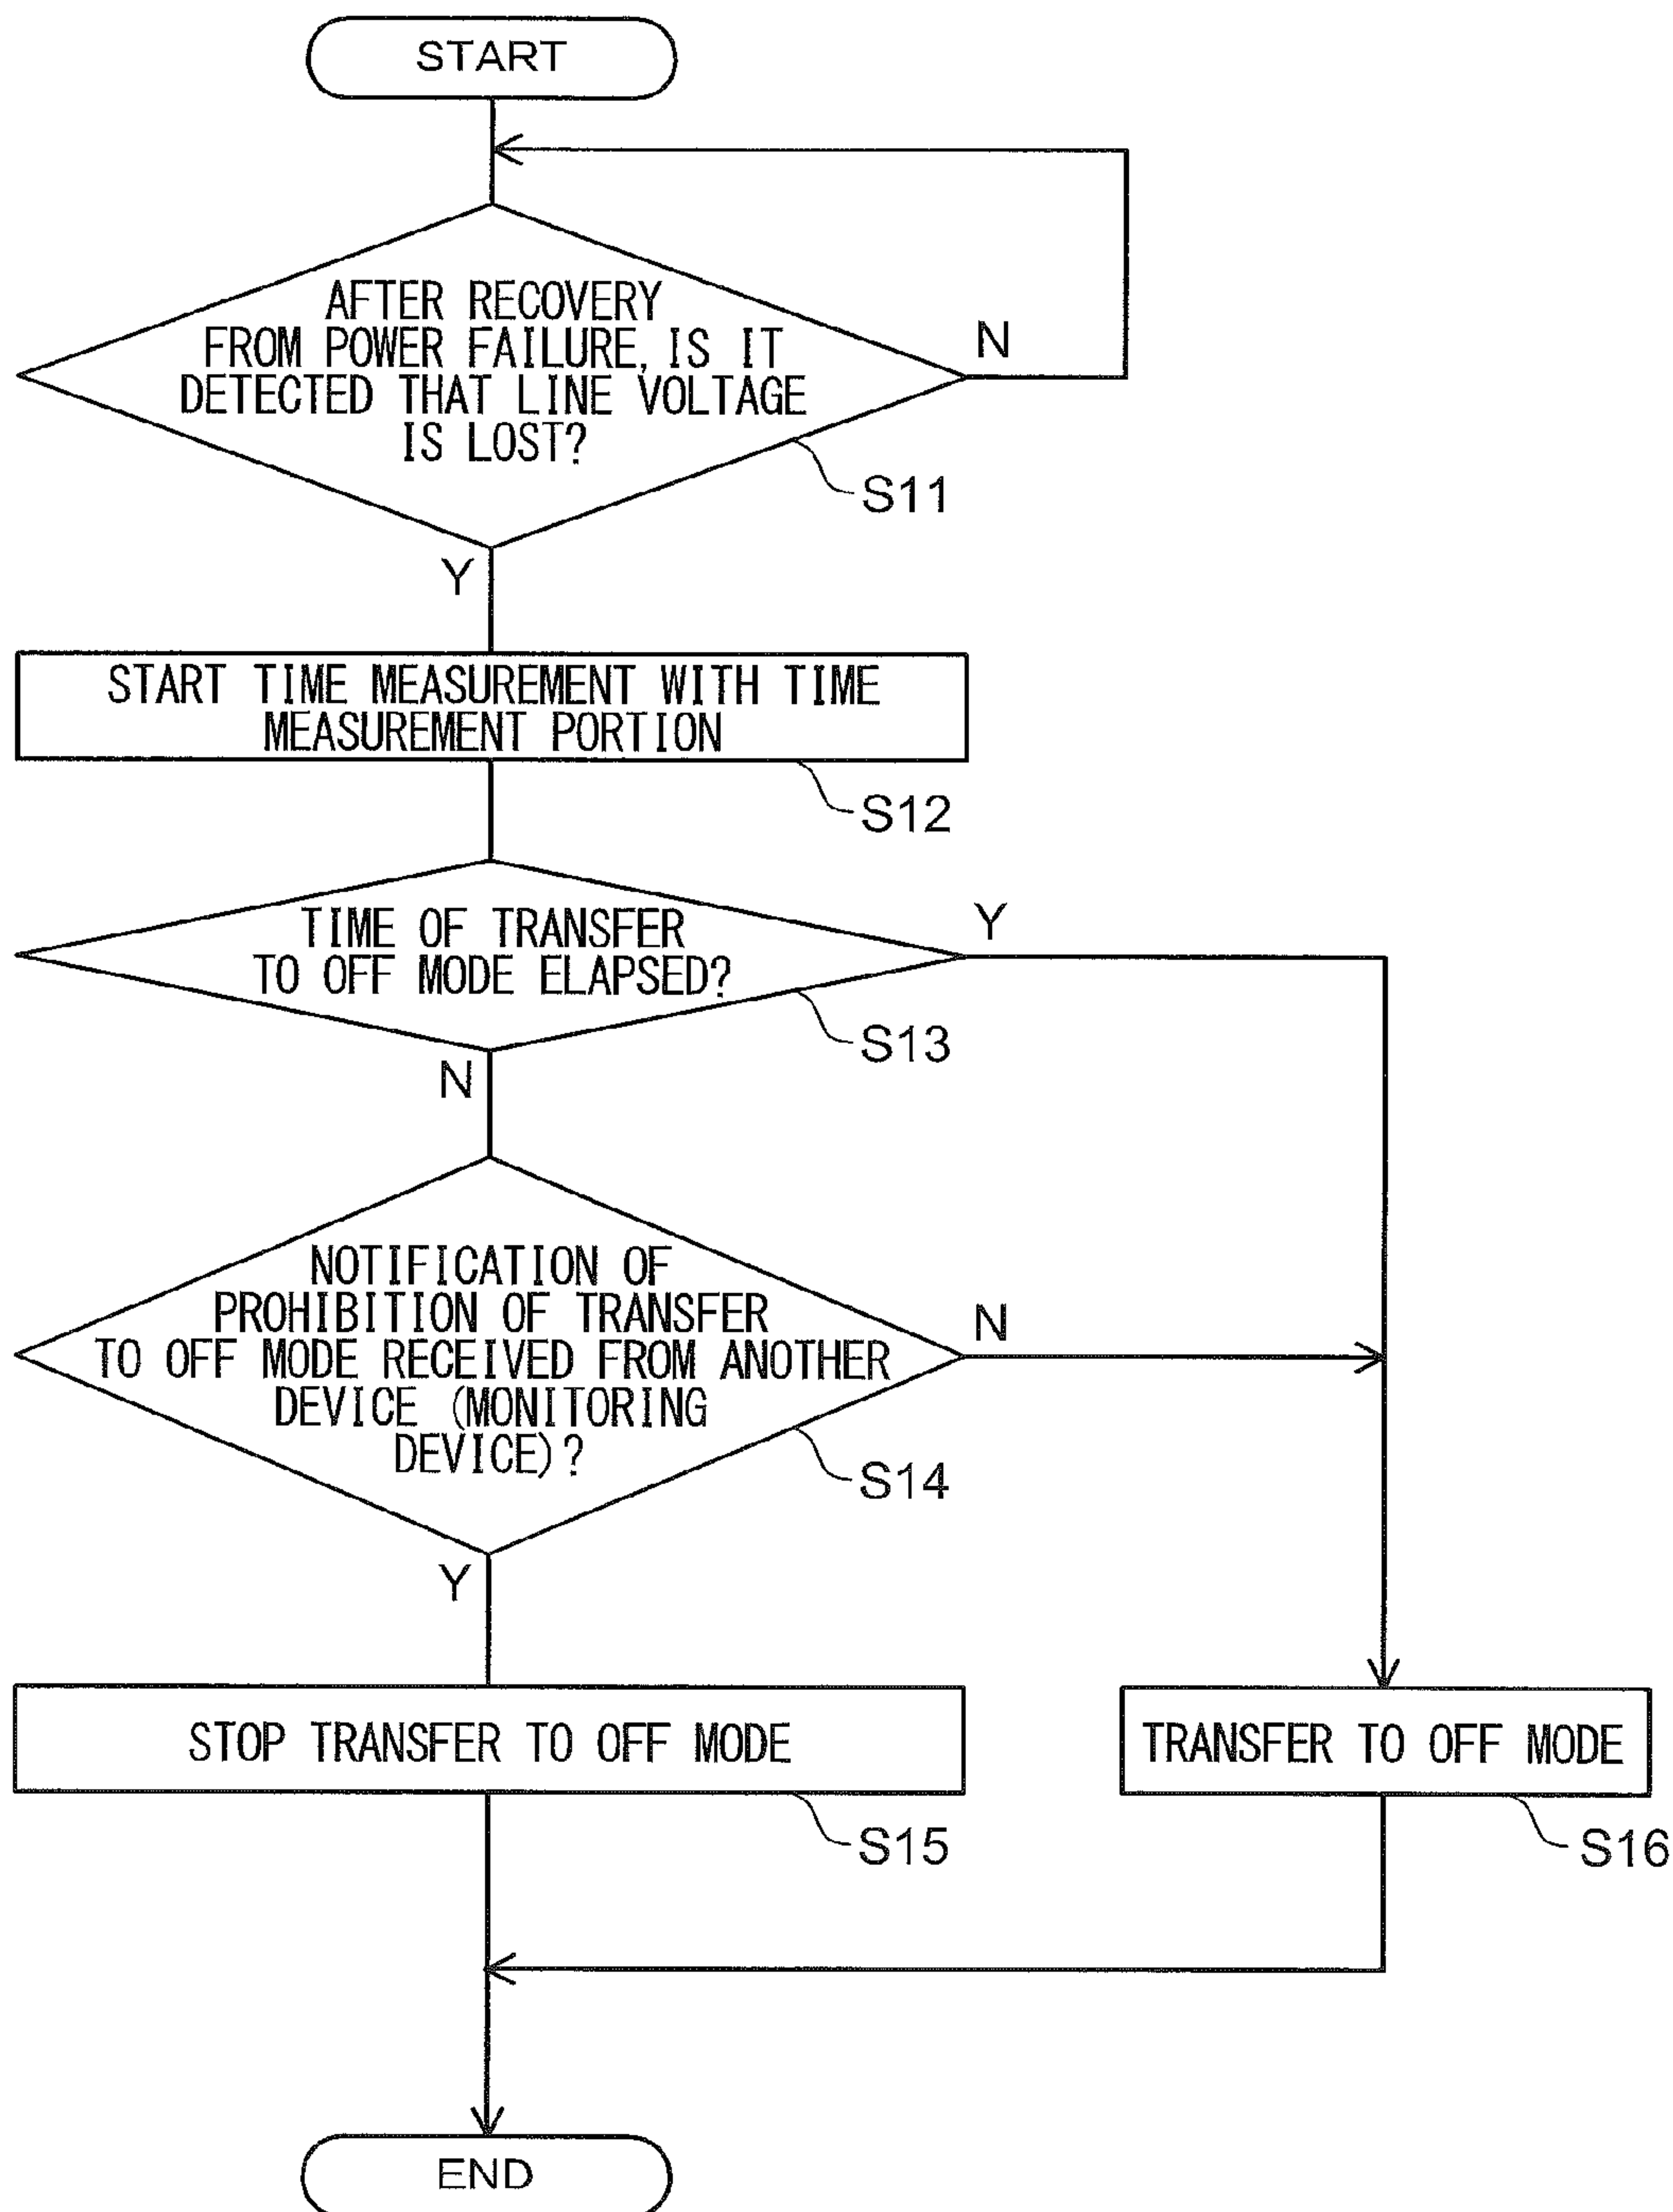 START
AFTER RECOVERY
FROM POWER FAILURE, IS IT
DETECTED THAT LINE VOLTAGE
IS LOST?
N
S11
Y
START TIME MEASUREMENT WITH TIME
MEASUREMENT PORTION
S12
TIME OF TRANSFER
TO OFF MODE ELAPSED?
Y
S13
N
NOTIFICATION OF
PROHIBITION OF TRANSFER
TO OFF MODE RECEIVED FROM ANOTHER
DEVICE (MONITORING
DEVICE)?
N
S14
Y
STOP TRANSFER TO OFF MODE
S15
TRANSFER TO OFF MODE
S16
END